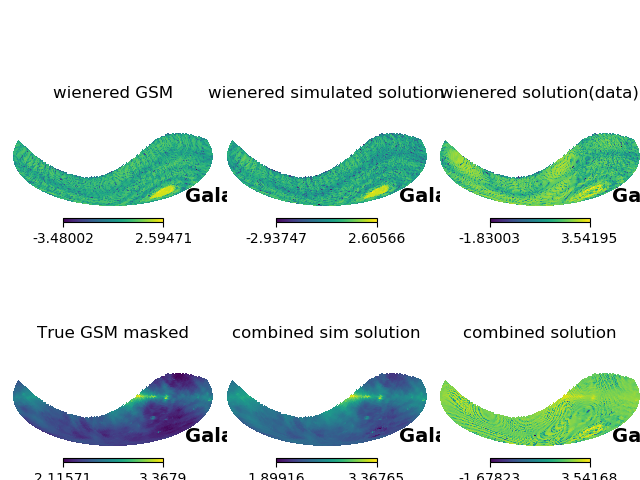 wienered GSM
wienered simulated solution
wienered solution(data)
Gala
Gala
Ga
-3.48002 2.59471
-2.93747 2.60566
-1.83003 3.54195
True GSM masked
combined sim solution
combined solution
Gala
Gala
Ga
2.11571 3.3679
1.89916 3.36765
-1.67823 3.54168